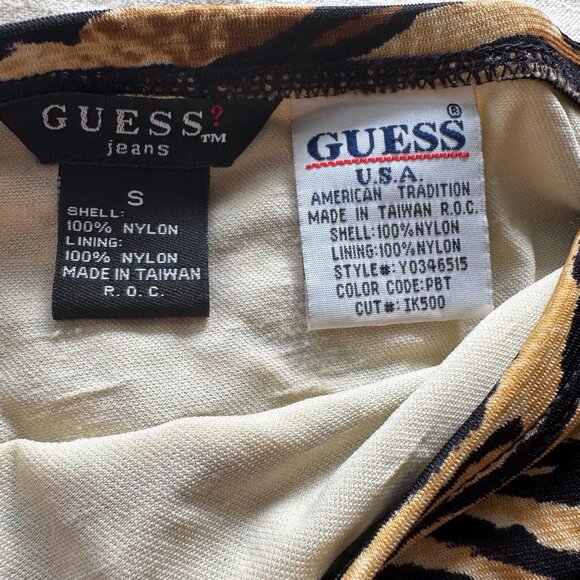 GUESS?™
jeans
S
SHELL:
100% NYLON
LINING:
100% NYLON
MADE IN TAIWAN
R.O.C.
GUESS®
U.S.A.
AMERICAN TRADITION
MADE IN TAIWAN R.O.C.
SHELL:100%NYLON
LINING:100%NYLON
STYLE#:Y0346515
COLOR CODE:PBT
CUT#:IK500